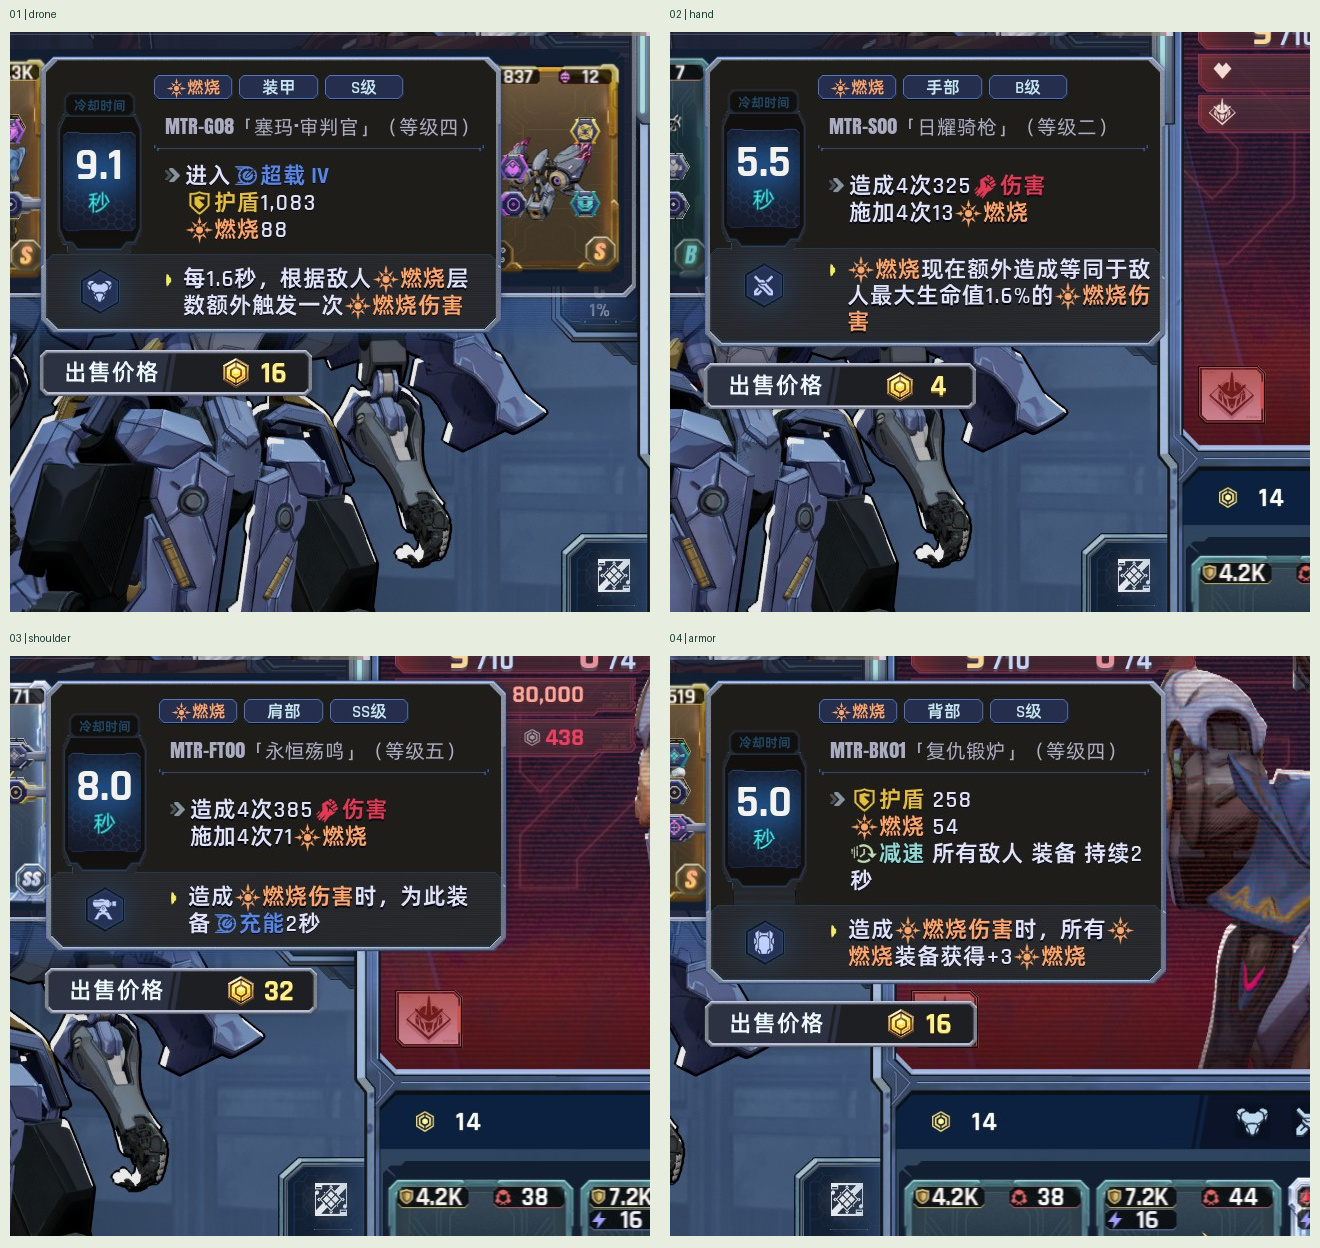 01 | drone
3K
837
12
燃烧
装甲
S级
冷却时间
9.1
秒
MTR-G08「塞玛·审判官」（等级四）
进入超载 IV
护盾1,083
燃烧88
每1.6秒，根据敌人燃烧层
数额外触发一次燃烧伤害
S
S
1%
出售价格
16
02 | hand
7
燃烧
手部
B级
冷却时间
5.5
秒
MTR-S00「日耀骑枪」（等级二）
造成4次325伤害
施加4次13燃烧
燃烧现在额外造成等同于敌
人最大生命值1.6%的燃烧伤
害
B
出售价格
4
14
4.2K
03 | shoulder
71
/10
/4
80,000
438
燃烧
肩部
SS级
冷却时间
8.0
秒
MTR-FT00「永恒殇鸣」（等级五）
造成4次385伤害
施加4次71燃烧
造成燃烧伤害时，为此装
备充能2秒
SS
出售价格
32
14
4.2K
38
7.2K
16
04 | armor
519
/10
/4
燃烧
背部
S级
冷却时间
5.0
秒
MTR-BK01「复仇锻炉」（等级四）
护盾 258
燃烧 54
减速 所有敌人 装备 持续2
秒
造成燃烧伤害时，所有
燃烧装备获得+3燃烧
S
出售价格
16
14
4.2K
38
7.2K
44
16